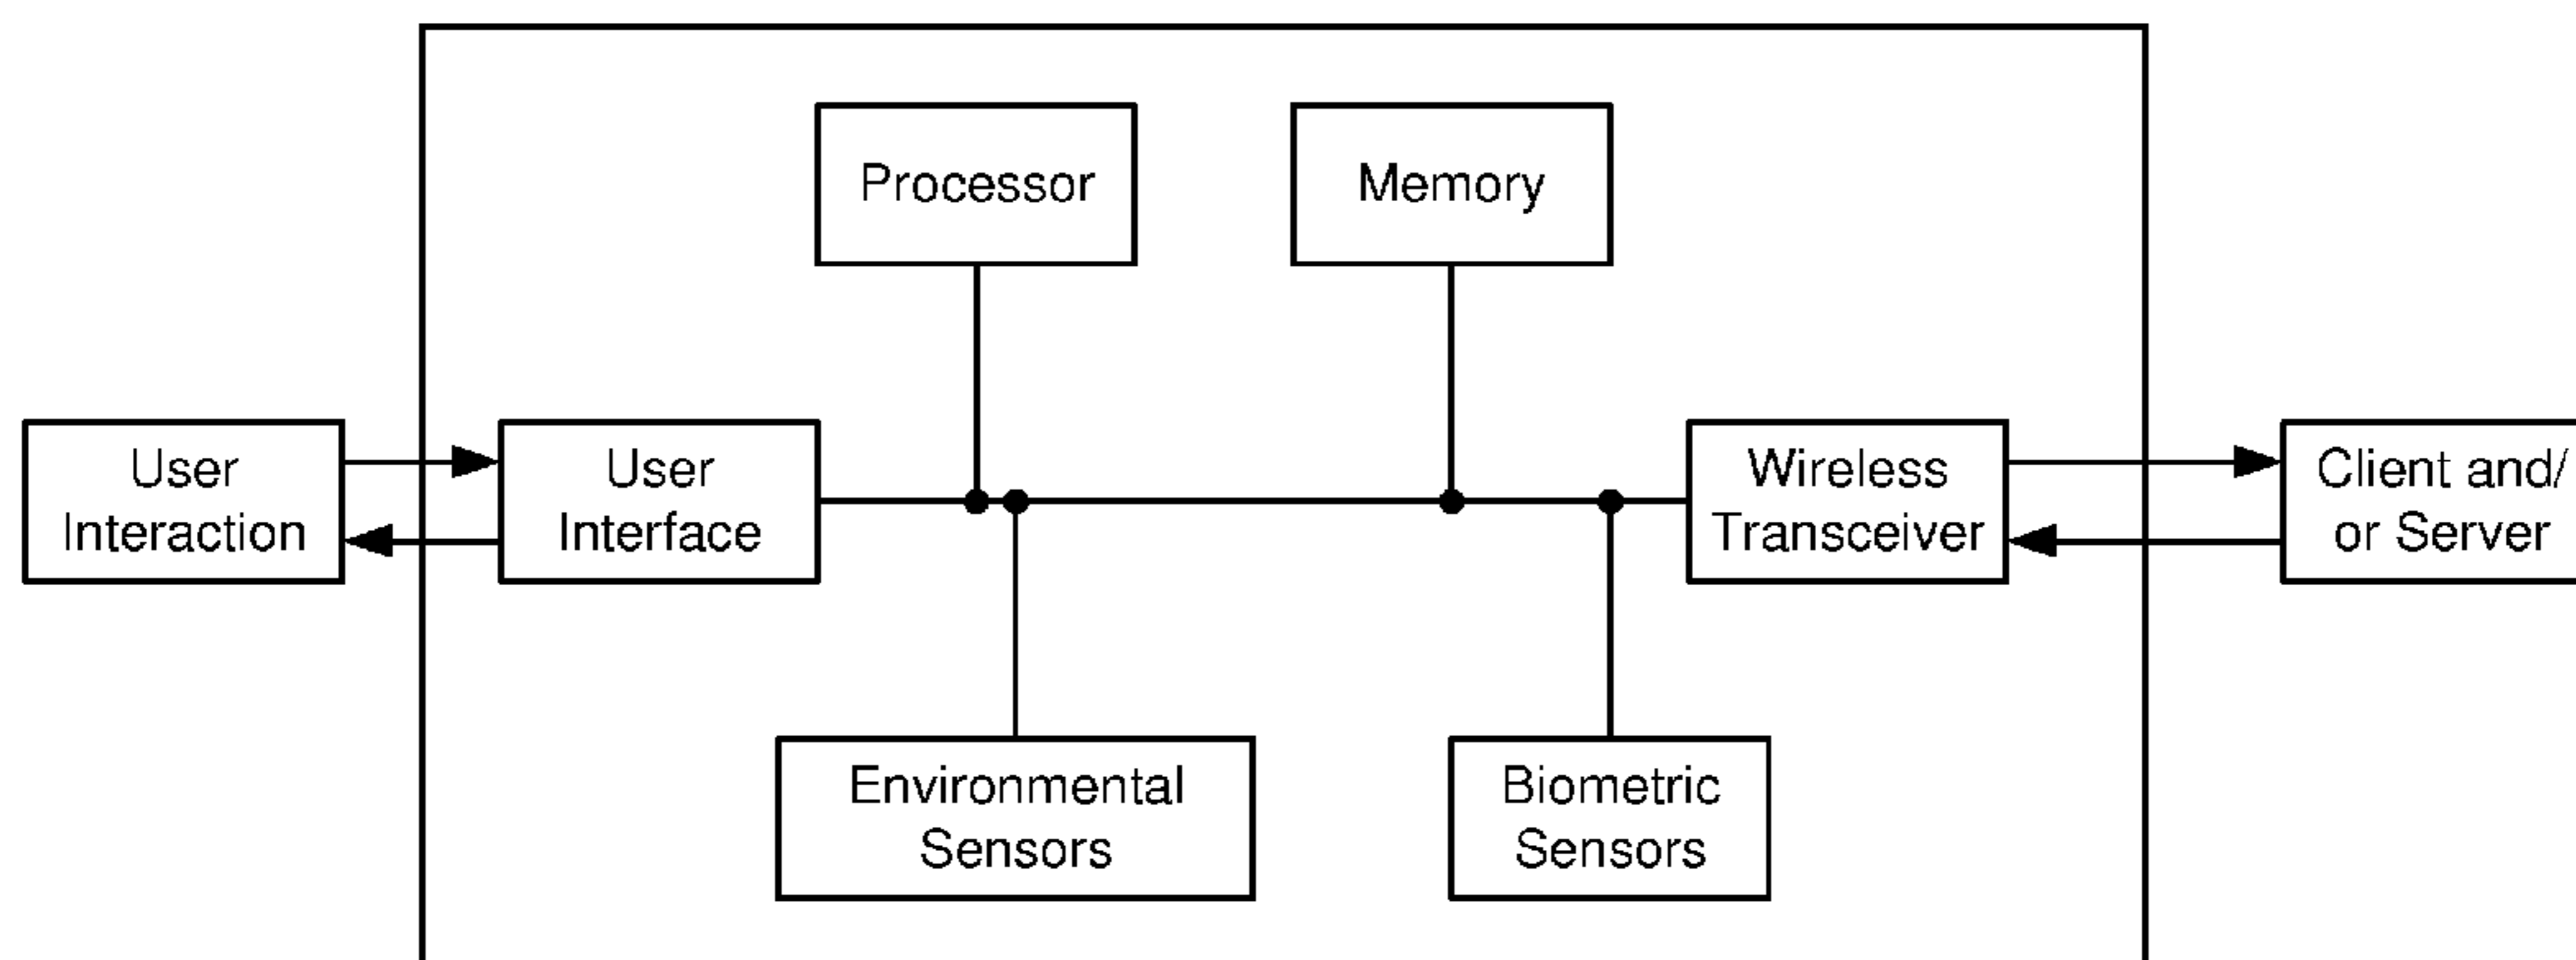 Processor
Memory
User
Interaction
User
Interface
Wireless
Transceiver
Client and/
or Server
Environmental
Sensors
Biometric
Sensors